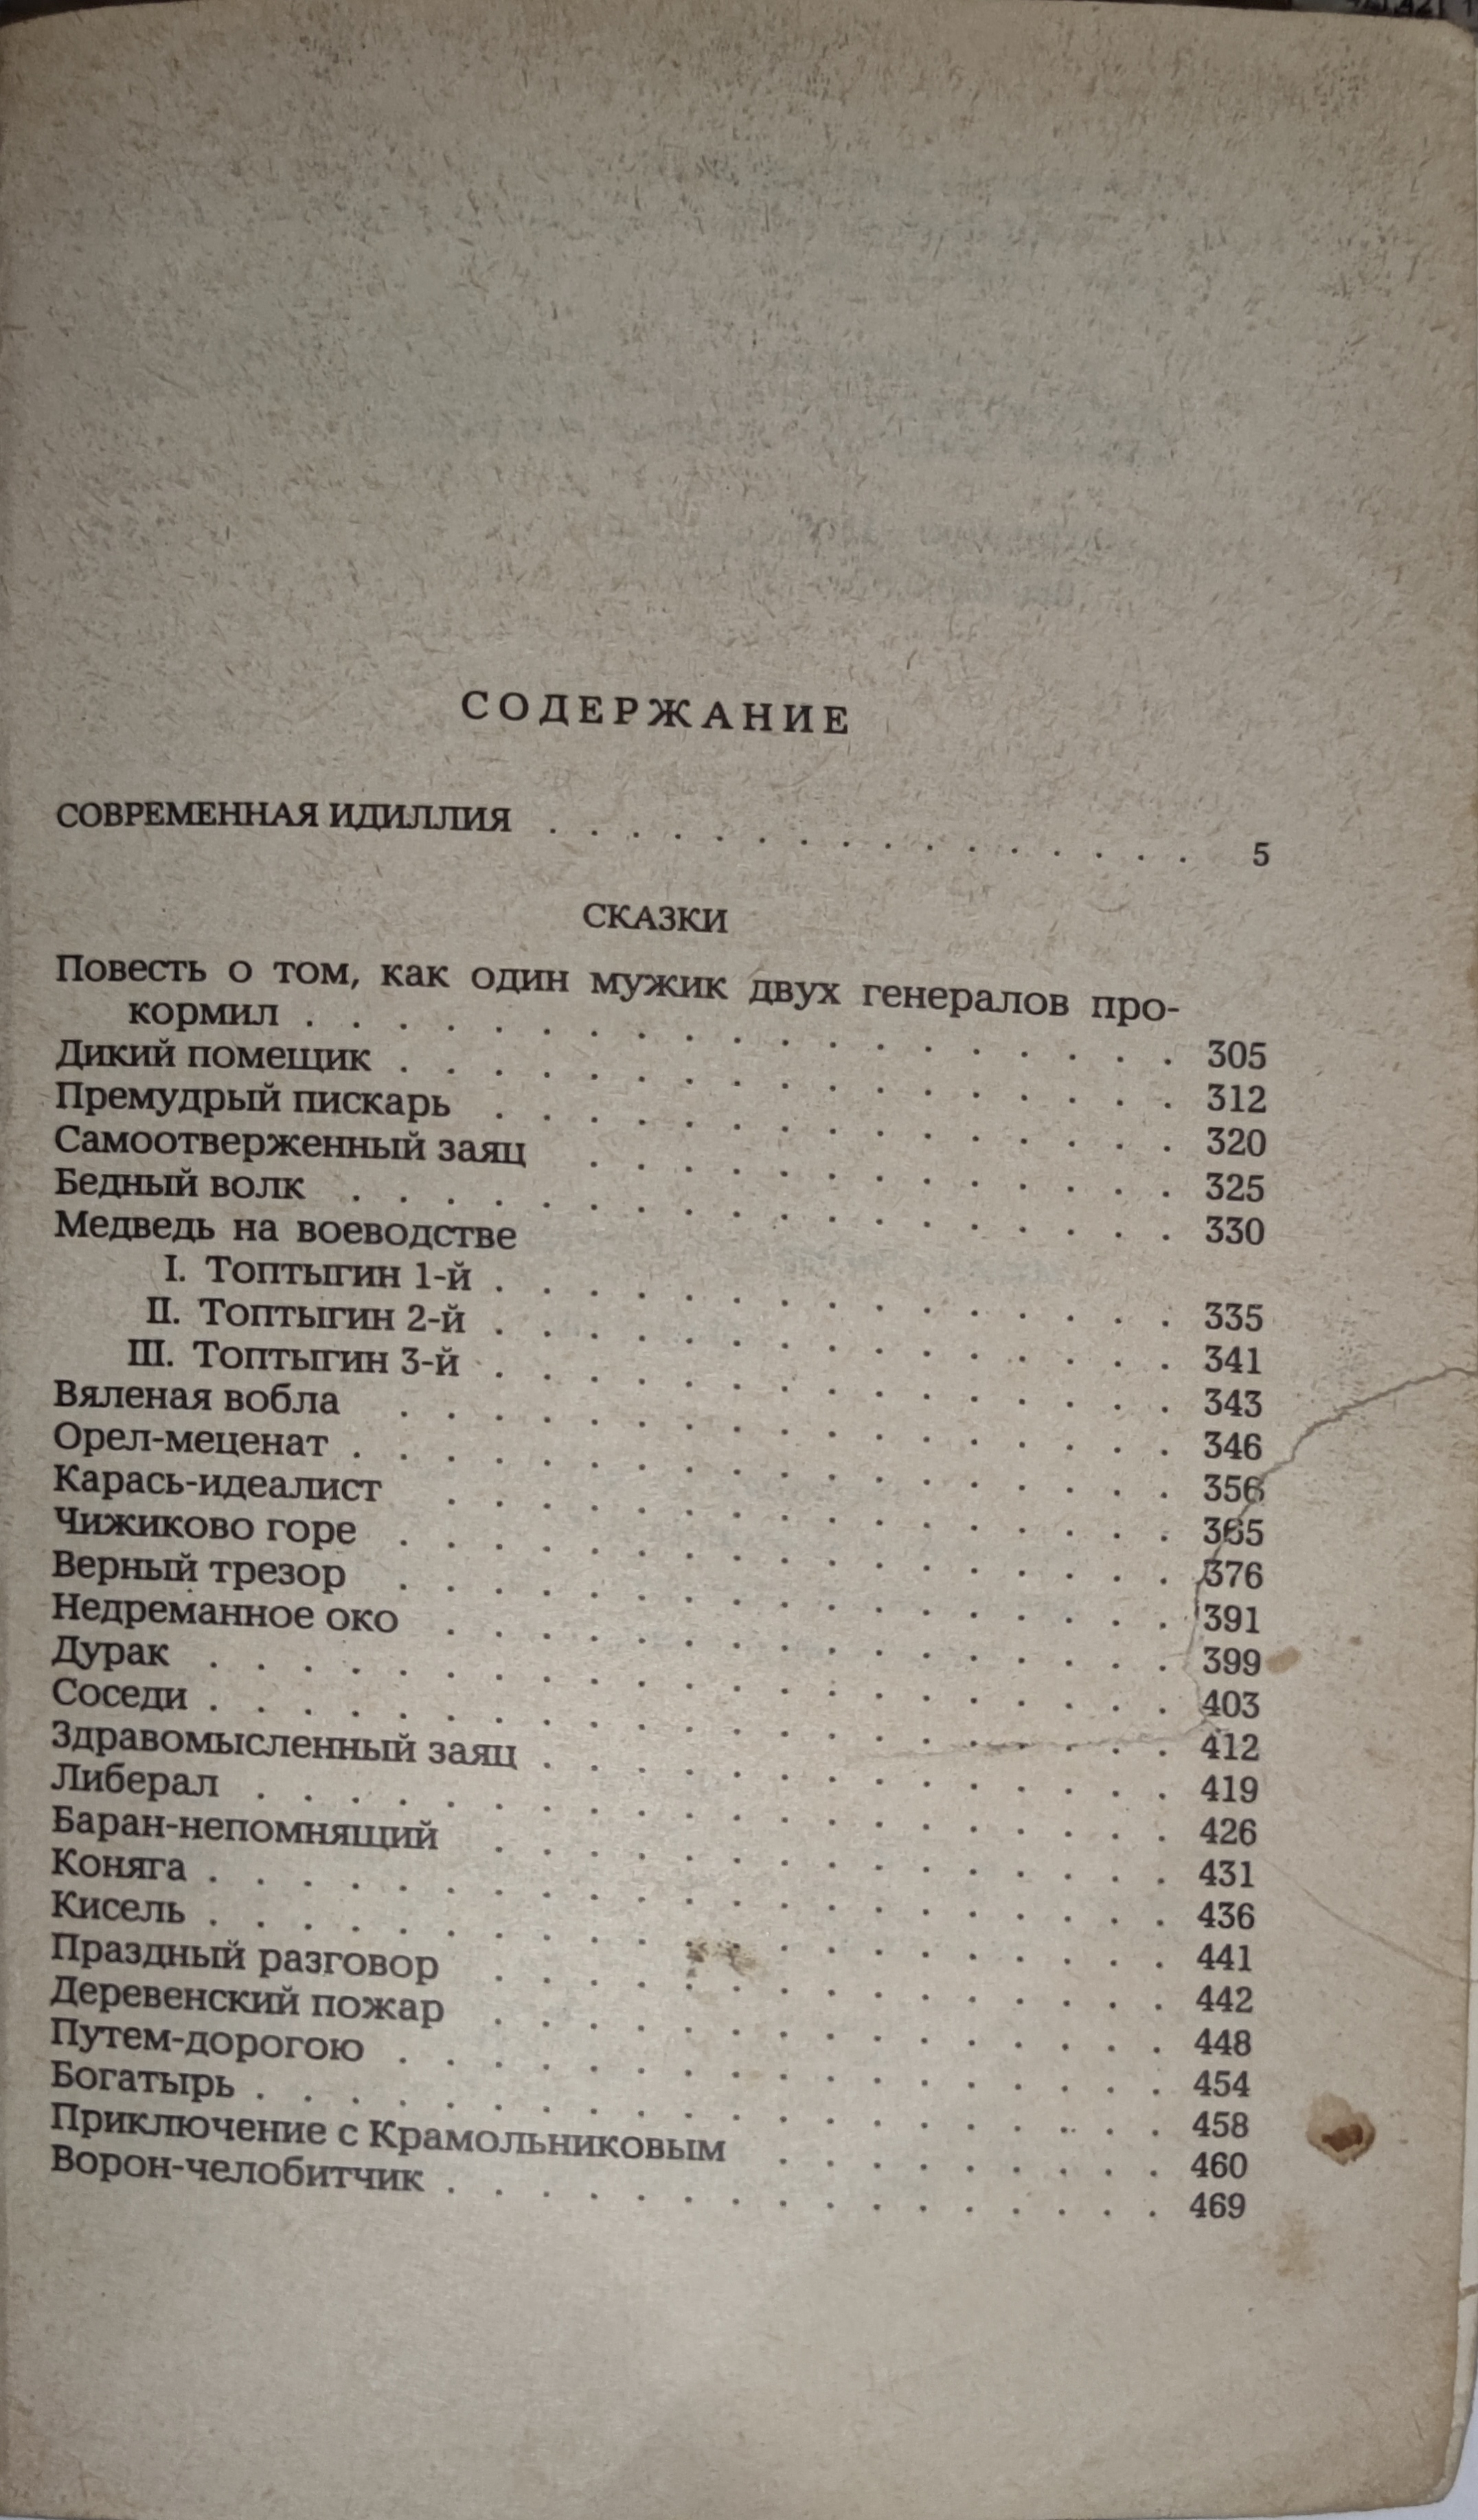 СОДЕРЖАНИЕ
СОВРЕМЕННАЯ ИДИЛЛИЯ . . . . . . . . . . . . . . . . 5
СКАЗКИ
Повесть о том, как один мужик двух генералов про-
кормил . . . . . . . . . . . . . . . . . . . 305
Дикий помещик . . . . . . . . . . . . . . . . . 312
Премудрый пискарь . . . . . . . . . . . . . . . 320
Самоотверженный заяц . . . . . . . . . . . . . 325
Бедный волк . . . . . . . . . . . . . . . . . . 330
Медведь на воеводстве
I. Топтыгин 1-й . . . . . . . . . . . . . . . 335
II. Топтыгин 2-й . . . . . . . . . . . . . . . 341
III. Топтыгин 3-й . . . . . . . . . . . . . . . 343
Вяленая вобла . . . . . . . . . . . . . . . . . 346
Орел-меценат . . . . . . . . . . . . . . . . . . 356
Карась-идеалист . . . . . . . . . . . . . . . . 365
Чижиково горе . . . . . . . . . . . . . . . . . 376
Верный трезор . . . . . . . . . . . . . . . . . 391
Недреманное око . . . . . . . . . . . . . . . . 399
Дурак . . . . . . . . . . . . . . . . . . . . . 403
Соседи . . . . . . . . . . . . . . . . . . . . . 412
Здравомысленный заяц . . . . . . . . . . . . . . 419
Либерал . . . . . . . . . . . . . . . . . . . . 426
Баран-непомнящий . . . . . . . . . . . . . . . 431
Коняга . . . . . . . . . . . . . . . . . . . . . 436
Кисель . . . . . . . . . . . . . . . . . . . . . 441
Праздный разговор . . . . . . . . . . . . . . . 442
Деревенский пожар . . . . . . . . . . . . . . . 448
Путем-дорогою . . . . . . . . . . . . . . . . . 454
Богатырь . . . . . . . . . . . . . . . . . . . . 458
Приключение с Крамольниковым . . . . . . . . . 460
Ворон-челобитчик . . . . . . . . . . . . . . . . 469